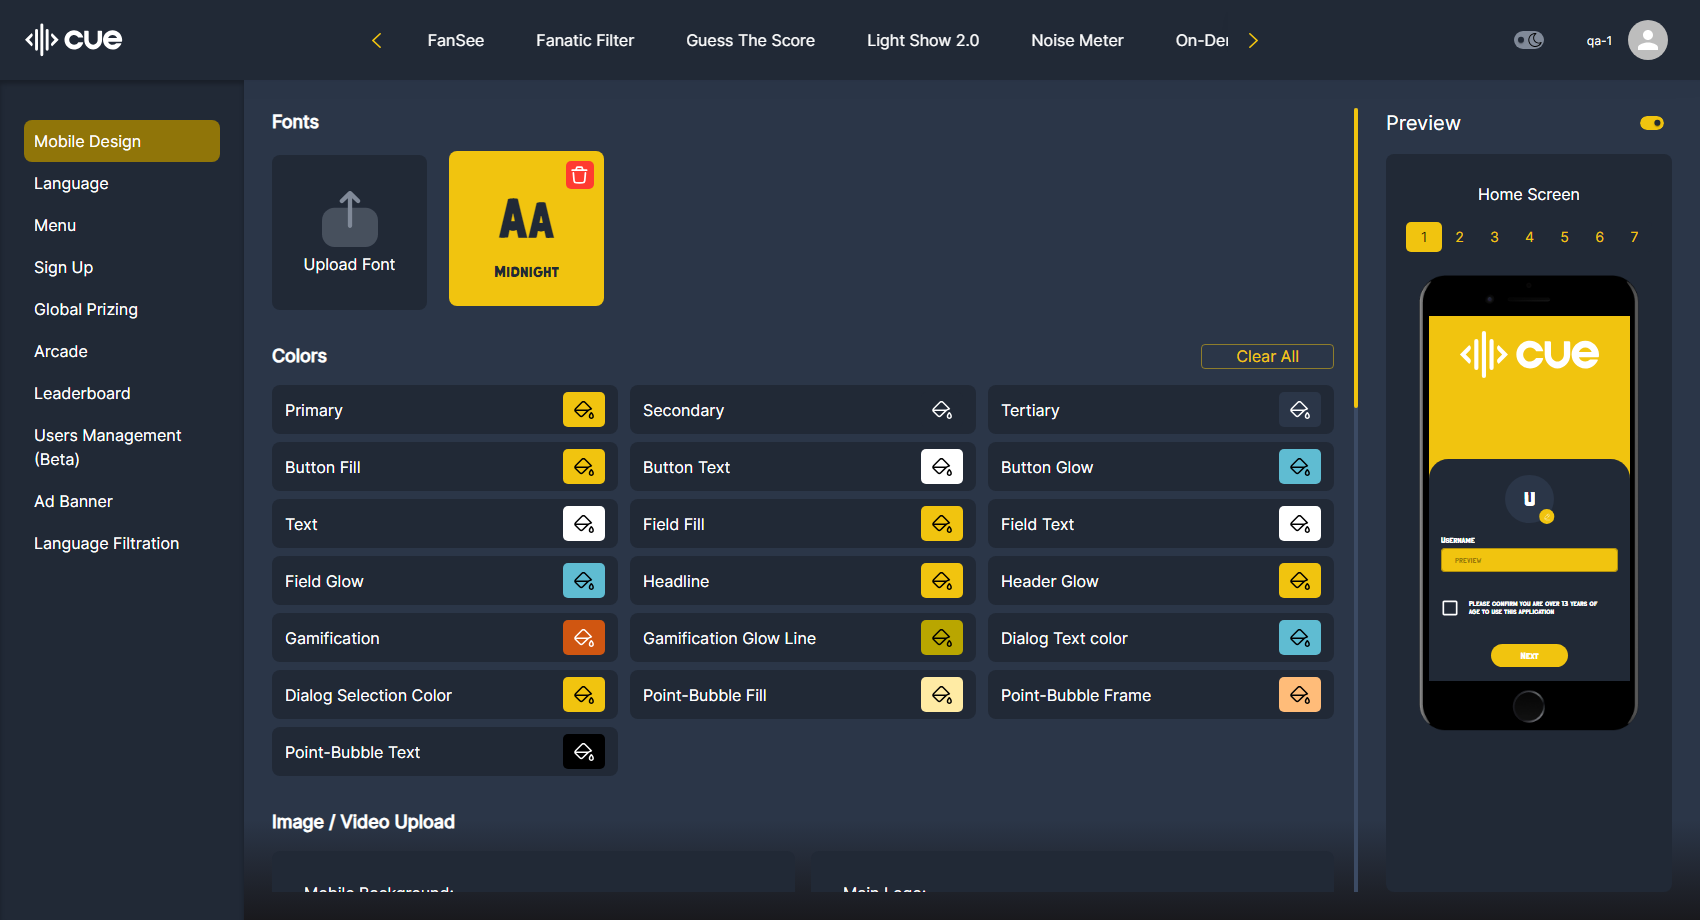 cue
FanSee
Fanatic Filter
Guess The Score
Light Show 2.0
Noise Meter
On-Der
qa-1
Mobile Design
Language
Menu
Sign Up
Global Prizing
Arcade
Leaderboard
Users Management
(Beta)
Ad Banner
Language Filtration
Fonts
Upload Font
AA
MIDNIGHT
Colors
Clear All
Primary
Secondary
Tertiary
Button Fill
Button Text
Button Glow
Text
Field Fill
Field Text
Field Glow
Headline
Header Glow
Gamification
Gamification Glow Line
Dialog Text color
Dialog Selection Color
Point-Bubble Fill
Point-Bubble Frame
Point-Bubble Text
Image / Video Upload
Mobile Background:
Main Logo:
Preview
Home Screen
1 2 3 4 5 6 7
cue
U
USERNAME
PREVIEW
PLEASE CONFIRM YOU ARE OVER 13 YEARS OF
AGE TO USE THIS APPLICATION
NEXT